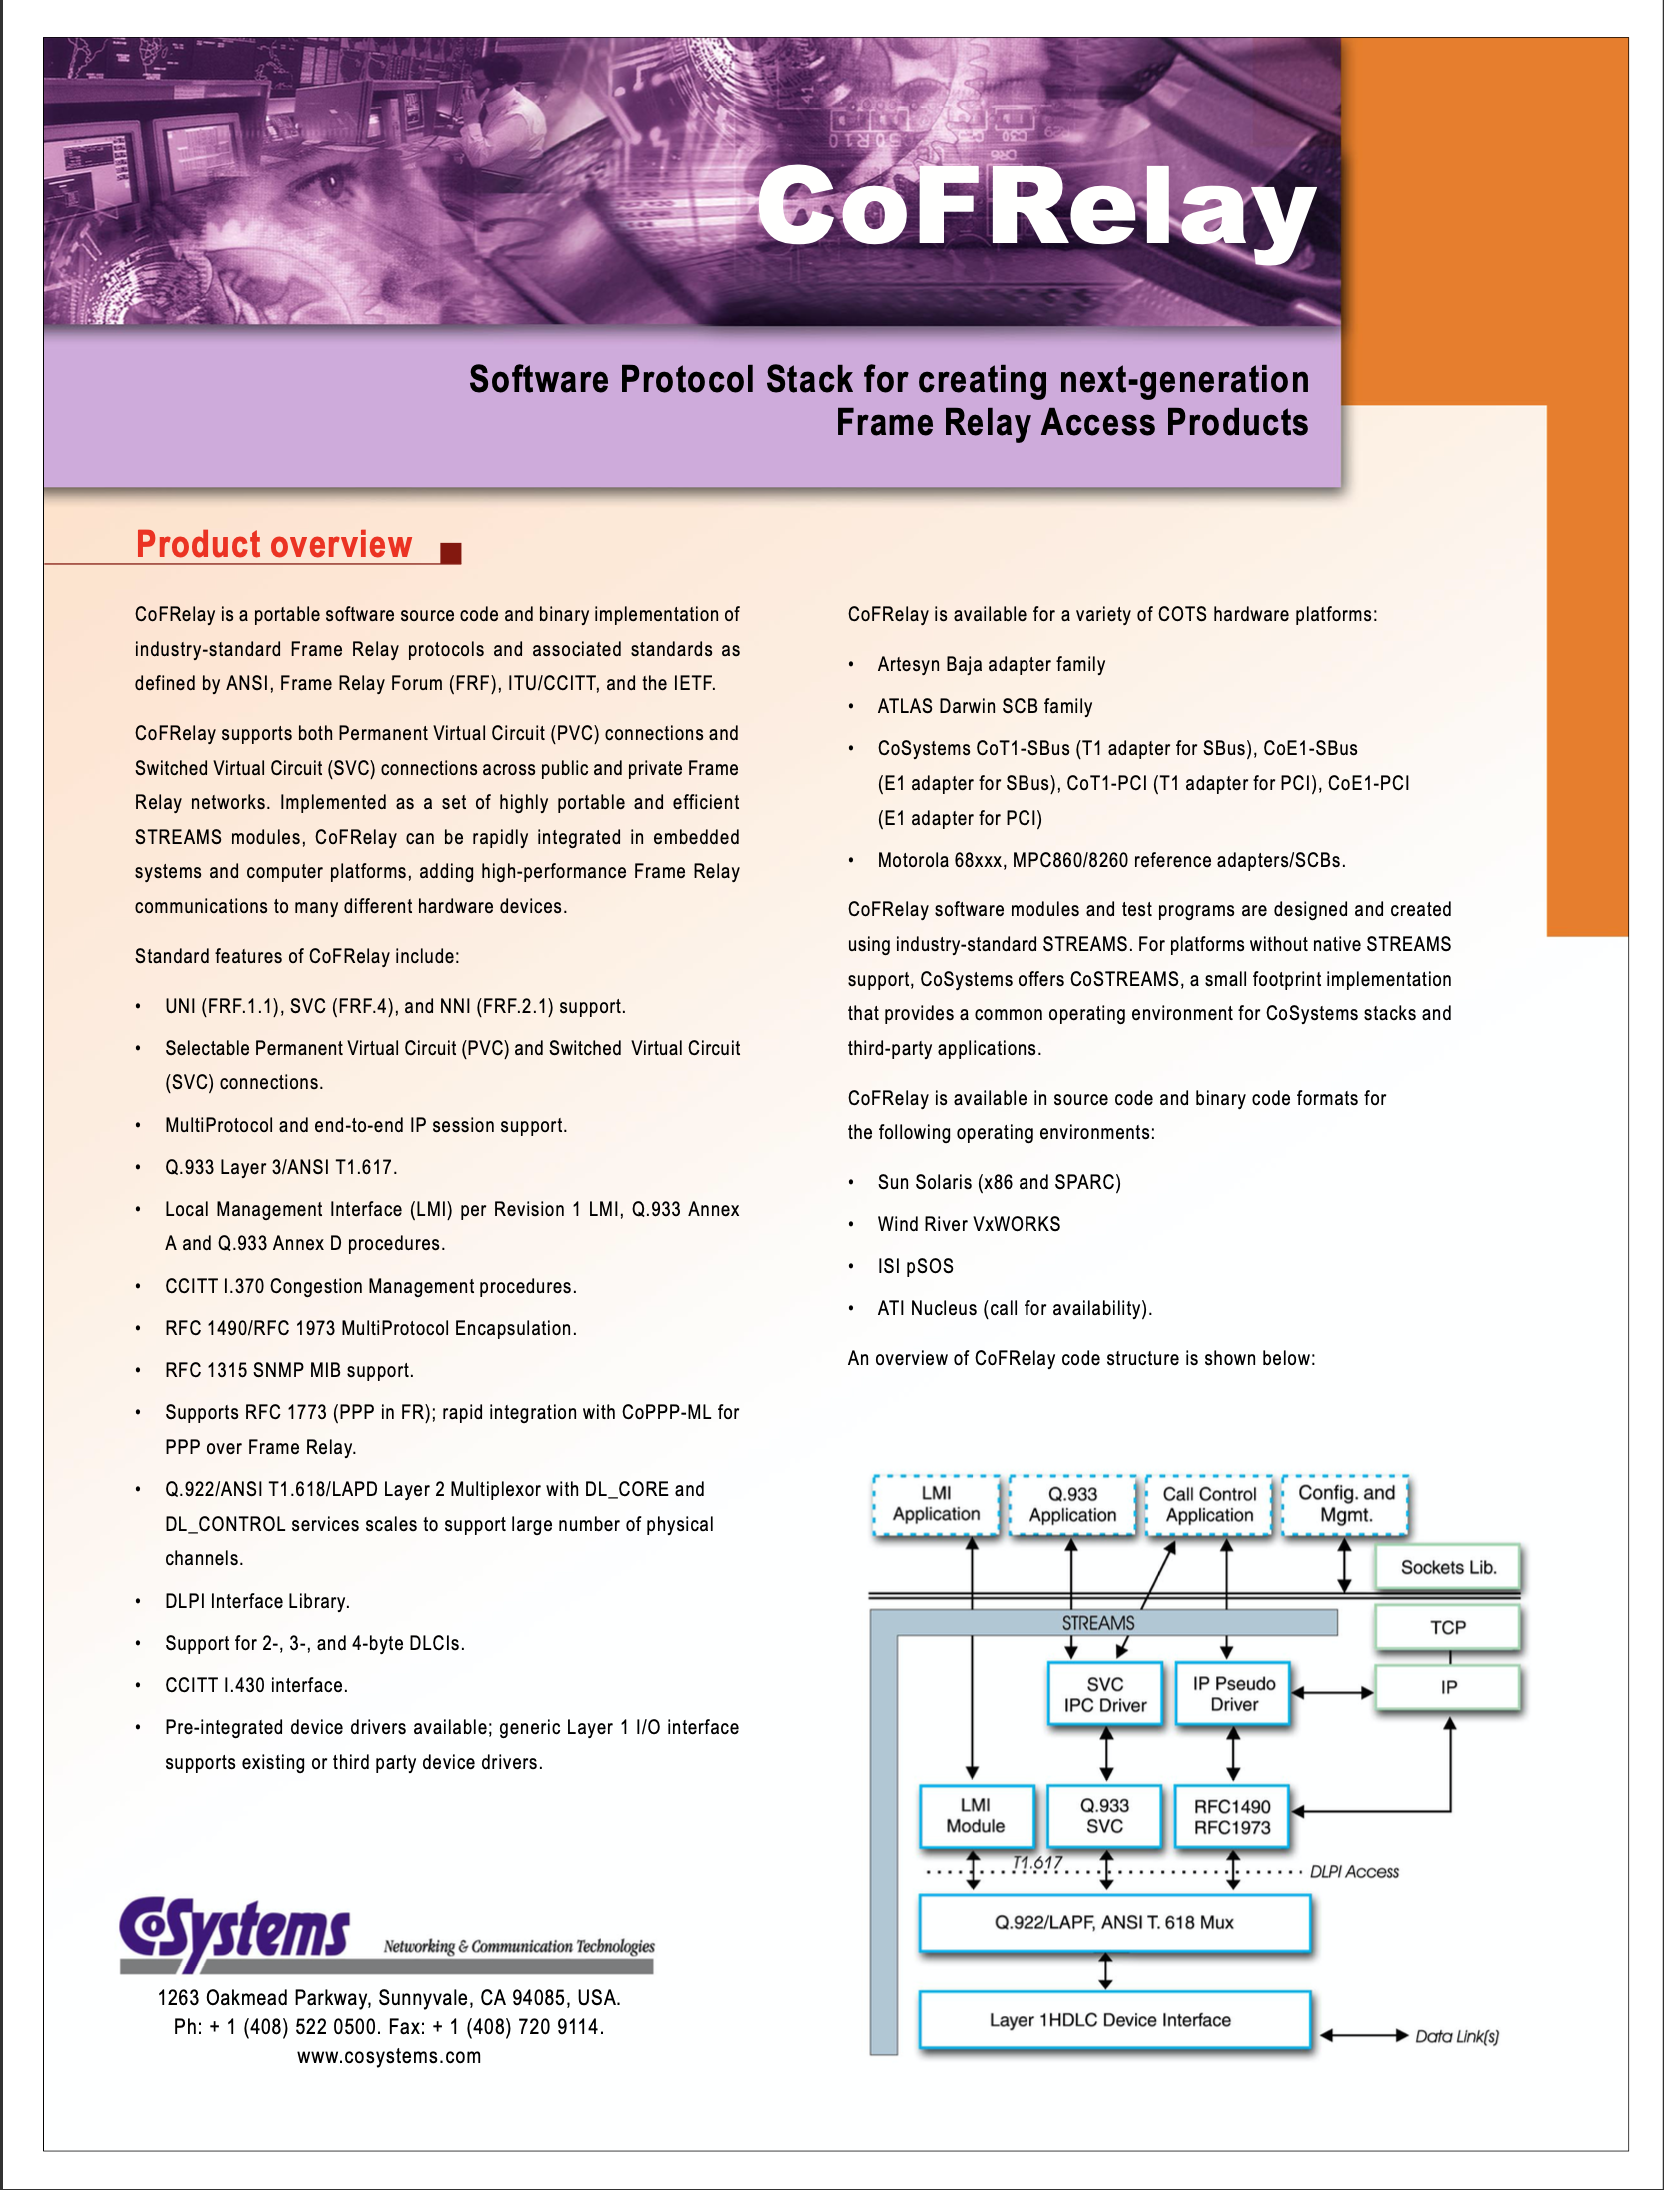 CoFRelay
Software Protocol Stack for creating next-generation
Frame Relay Access Products
Product overview
CoFRelay is a portable software source code and binary implementation of
industry-standard Frame Relay protocols and associated standards as
defined by ANSI, Frame Relay Forum (FRF), ITU/CCITT, and the IETF.
CoFRelay supports both Permanent Virtual Circuit (PVC) connections and
Switched Virtual Circuit (SVC) connections across public and private Frame
Relay networks. Implemented as a set of highly portable and efficient
STREAMS modules, CoFRelay can be rapidly integrated in embedded
systems and computer platforms, adding high-performance Frame Relay
communications to many different hardware devices.
Standard features of CoFRelay include:
• UNI (FRF.1.1), SVC (FRF.4), and NNI (FRF.2.1) support.
• Selectable Permanent Virtual Circuit (PVC) and Switched Virtual Circuit
(SVC) connections.
• MultiProtocol and end-to-end IP session support.
• Q.933 Layer 3/ANSI T1.617.
• Local Management Interface (LMI) per Revision 1 LMI, Q.933 Annex
A and Q.933 Annex D procedures.
• CCITT I.370 Congestion Management procedures.
• RFC 1490/RFC 1973 MultiProtocol Encapsulation.
• RFC 1315 SNMP MIB support.
• Supports RFC 1773 (PPP in FR); rapid integration with CoPPP-ML for
PPP over Frame Relay.
• Q.922/ANSI T1.618/LAPD Layer 2 Multiplexor with DL_CORE and
DL_CONTROL services scales to support large number of physical
channels.
• DLPI Interface Library.
• Support for 2-, 3-, and 4-byte DLCIs.
• CCITT I.430 interface.
• Pre-integrated device drivers available; generic Layer 1 I/O interface
supports existing or third party device drivers.
CoSystems
Networking & Communication Technologies
1263 Oakmead Parkway, Sunnyvale, CA 94085, USA.
Ph: + 1 (408) 522 0500. Fax: + 1 (408) 720 9114.
www.cosystems.com
CoFRelay is available for a variety of COTS hardware platforms:
• Artesyn Baja adapter family
• ATLAS Darwin SCB family
• CoSystems CoT1-SBus (T1 adapter for SBus), CoE1-SBus
(E1 adapter for SBus), CoT1-PCI (T1 adapter for PCI), CoE1-PCI
(E1 adapter for PCI)
• Motorola 68xxx, MPC860/8260 reference adapters/SCBs.
CoFRelay software modules and test programs are designed and created
using industry-standard STREAMS. For platforms without native STREAMS
support, CoSystems offers CoSTREAMS, a small footprint implementation
that provides a common operating environment for CoSystems stacks and
third-party applications.
CoFRelay is available in source code and binary code formats for
the following operating environments:
• Sun Solaris (x86 and SPARC)
• Wind River VxWORKS
• ISI pSOS
• ATI Nucleus (call for availability).
An overview of CoFRelay code structure is shown below:
LMI
Application
Q.933
Application
Call Control
Application
Config. and
Mgmt.
Sockets Lib.
STREAMS
TCP
SVC
IPC Driver
IP Pseudo
Driver
IP
LMI
Module
Q.933
SVC
RFC1490
RFC1973
T1.617
DLPI Access
Q.922/LAPF, ANSI T. 618 Mux
Layer 1HDLC Device Interface
Data Link(s)